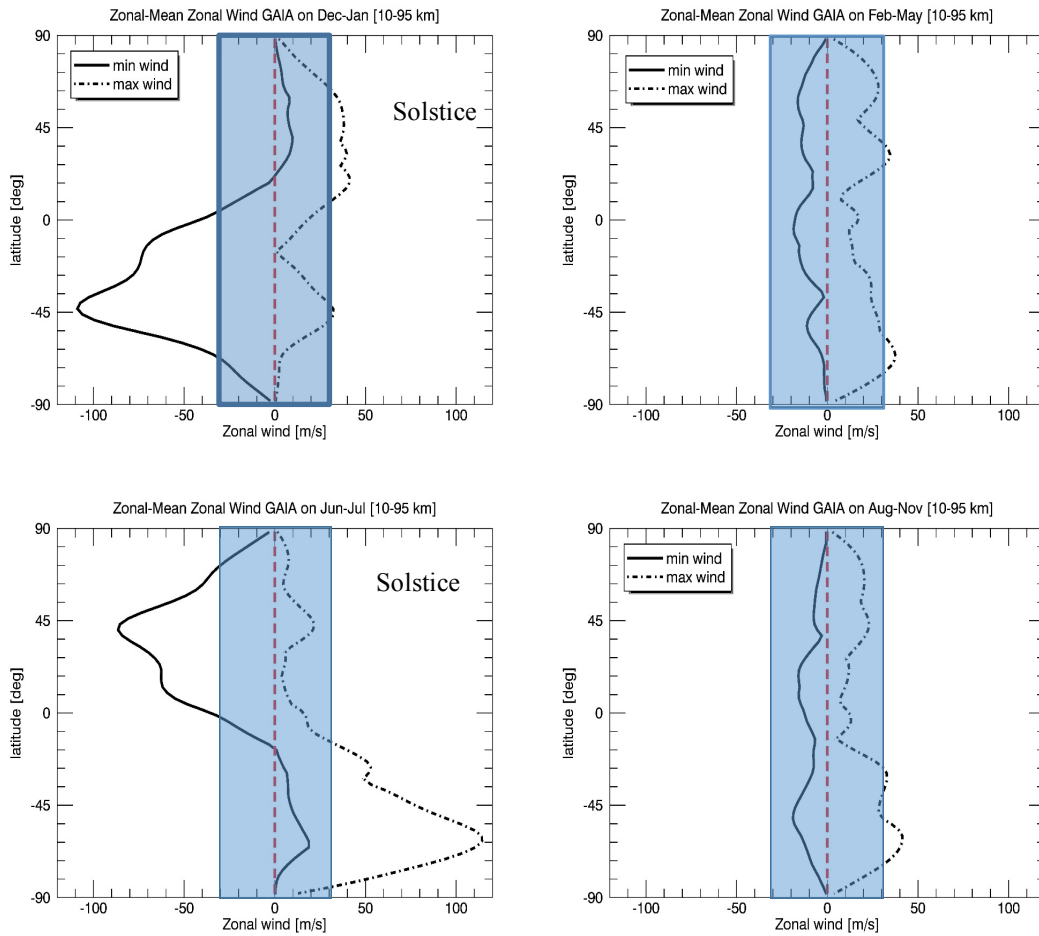 Zonal-Mean Zonal Wind GAIA on Dec-Jan [10-95 km]
min wind
max wind
Solstice
90
45
0
-45
-90
latitude [deg]
-100 -50 0 50 100
Zonal wind [m/s]
Zonal-Mean Zonal Wind GAIA on Feb-May [10-95 km]
min wind
max wind
90
45
0
-45
-90
latitude [deg]
-100 -50 0 50 100
Zonal wind [m/s]
Zonal-Mean Zonal Wind GAIA on Jun-Jul [10-95 km]
Solstice
90
45
0
-45
-90
latitude [deg]
-100 -50 0 50 100
Zonal wind [m/s]
Zonal-Mean Zonal Wind GAIA on Aug-Nov [10-95 km]
min wind
max wind
90
45
0
-45
-90
latitude [deg]
-100 -50 0 50 100
Zonal wind [m/s]